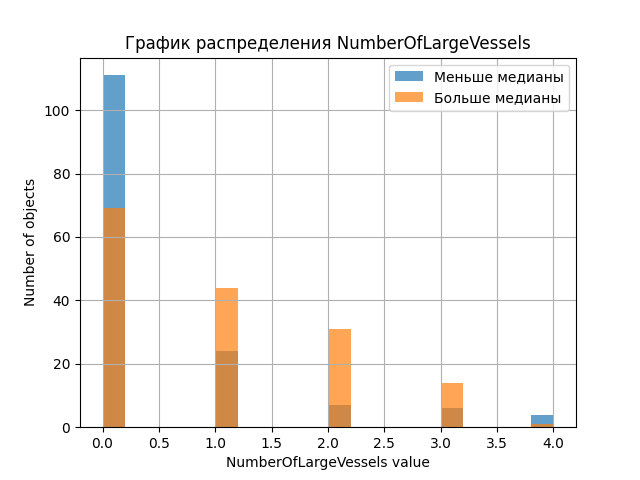 График распределения NumberOfLargeVessels
Меньше медианы
Больше медианы
Number of objects
100
80
60
40
20
0
0.0 0.5 1.0 1.5 2.0 2.5 3.0 3.5 4.0
NumberOfLargeVessels value